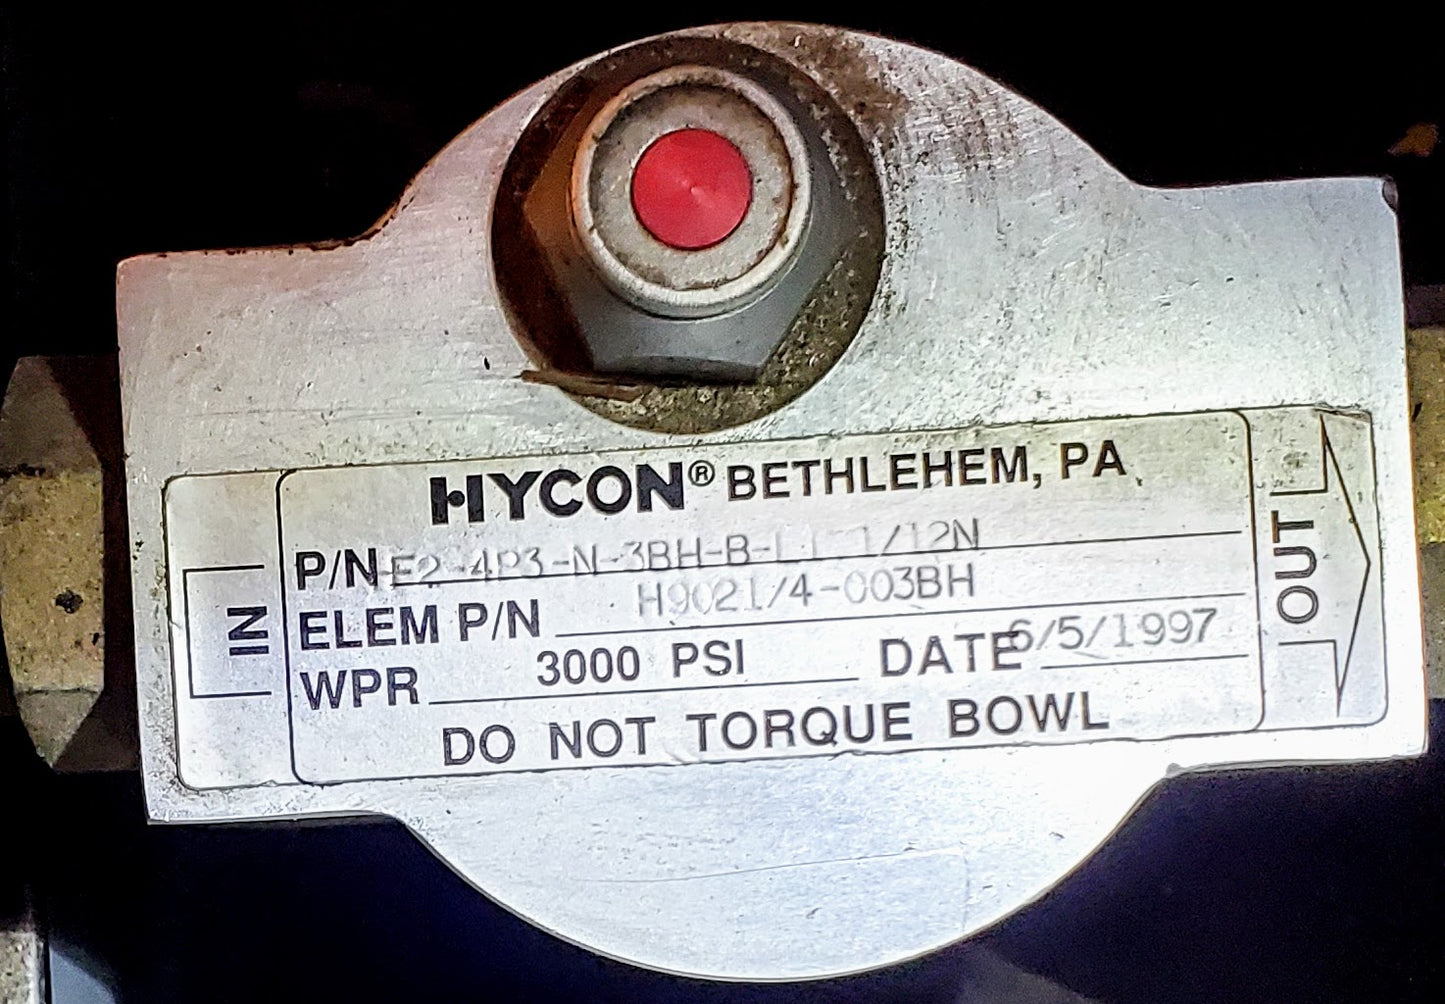 HYCON® BETHLEHEM, PA
P/N
ELEM P/N H9021/4-003BH
WPR 3000 PSI DATE 6/5/1997
DO NOT TORQUE BOWL
IN
OUT